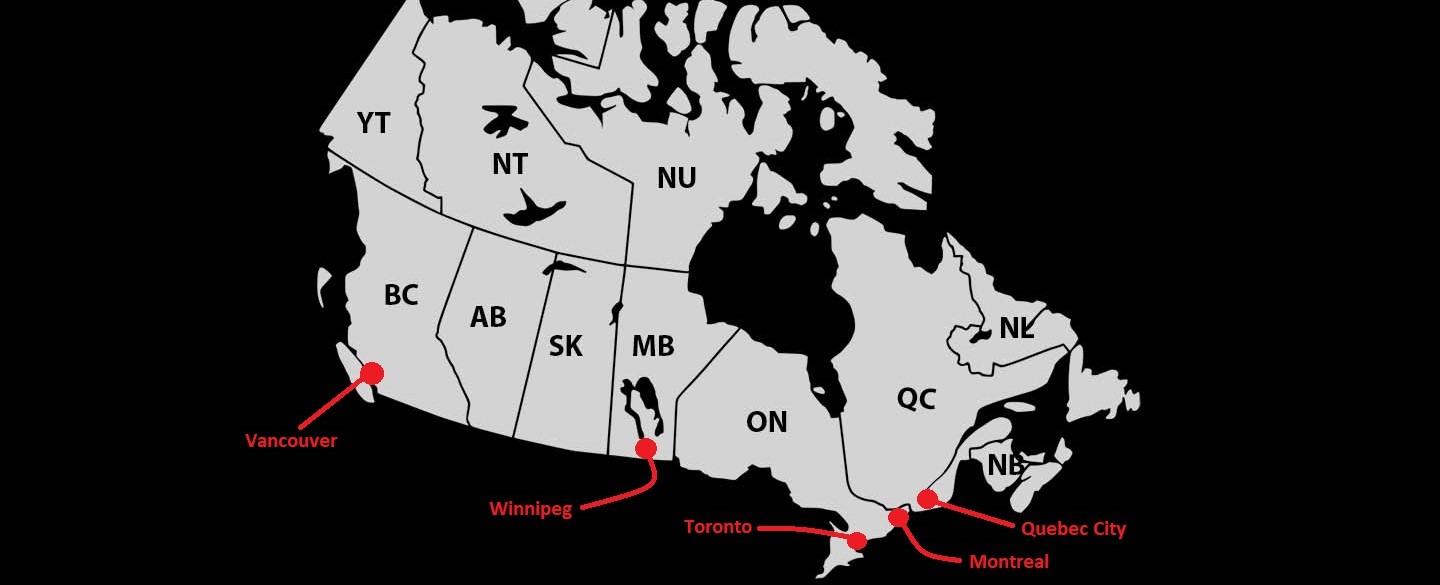 YT
NT
NU
BC
AB
SK
MB
NL
QC
ON
NB
Vancouver
Winnipeg
Toronto
Quebec City
Montreal